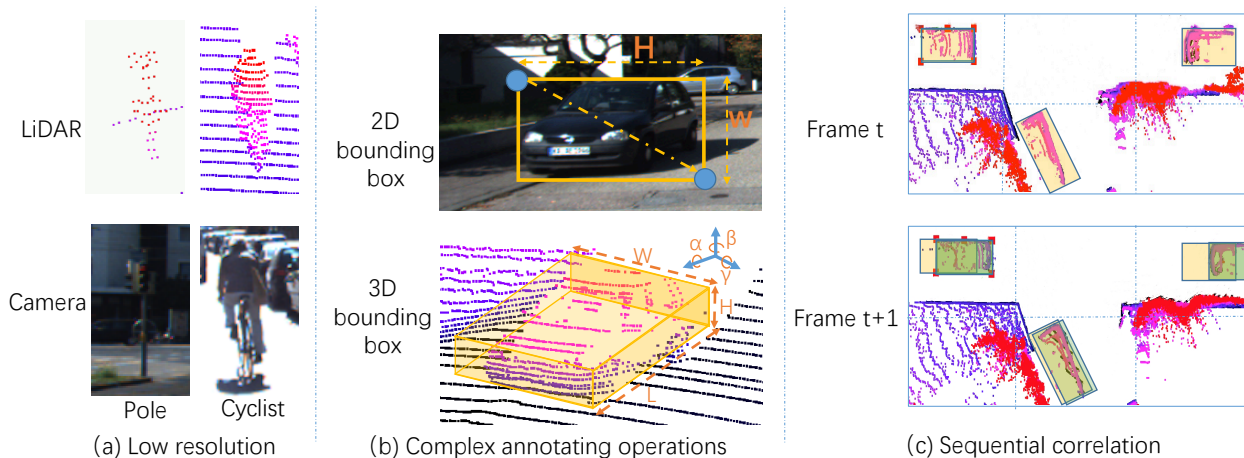 LiDAR
Camera
Pole
Cyclist
(a) Low resolution
2D
bounding
box
H
W
3D
bounding
box
W
α
β
γ
H
L
(b) Complex annotating operations
Frame t
Frame t+1
(c) Sequential correlation